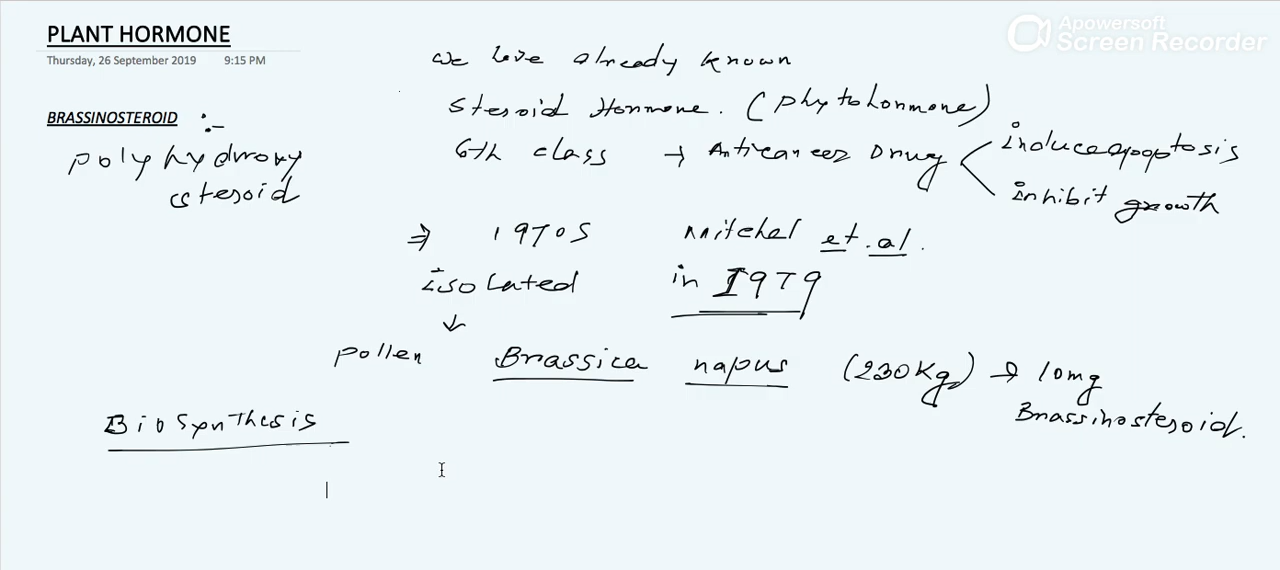 PLANT HORMONE
Thursday, 26 September 2019 9:15 PM
Apowersoft
Screen Recorder
we have already known
steroid Hormone. (phytohormone)
6th class → Anticancer Drug
induce apoptosis
inhibit growth
BRASSINOSTEROID :-
polyhydroxy
steroid
⇒ 1970s Mitchel et.al.
isolated in 1979
↓
pollen Brassica napus (230Kg) → 10mg
Brassinosteroid.
Biosynthesis